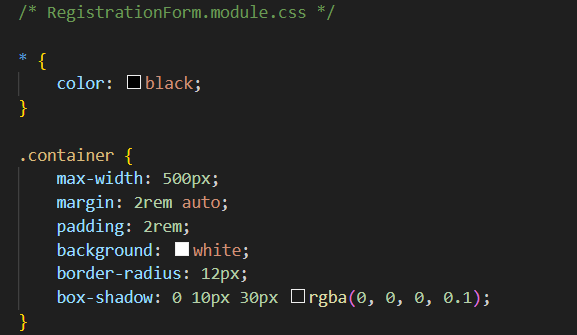 /* RegistrationForm.module.css */
* {
color: black;
}
.container {
max-width: 500px;
margin: 2rem auto;
padding: 2rem;
background: white;
border-radius: 12px;
box-shadow: 0 10px 30px rgba(0, 0, 0, 0.1);
}